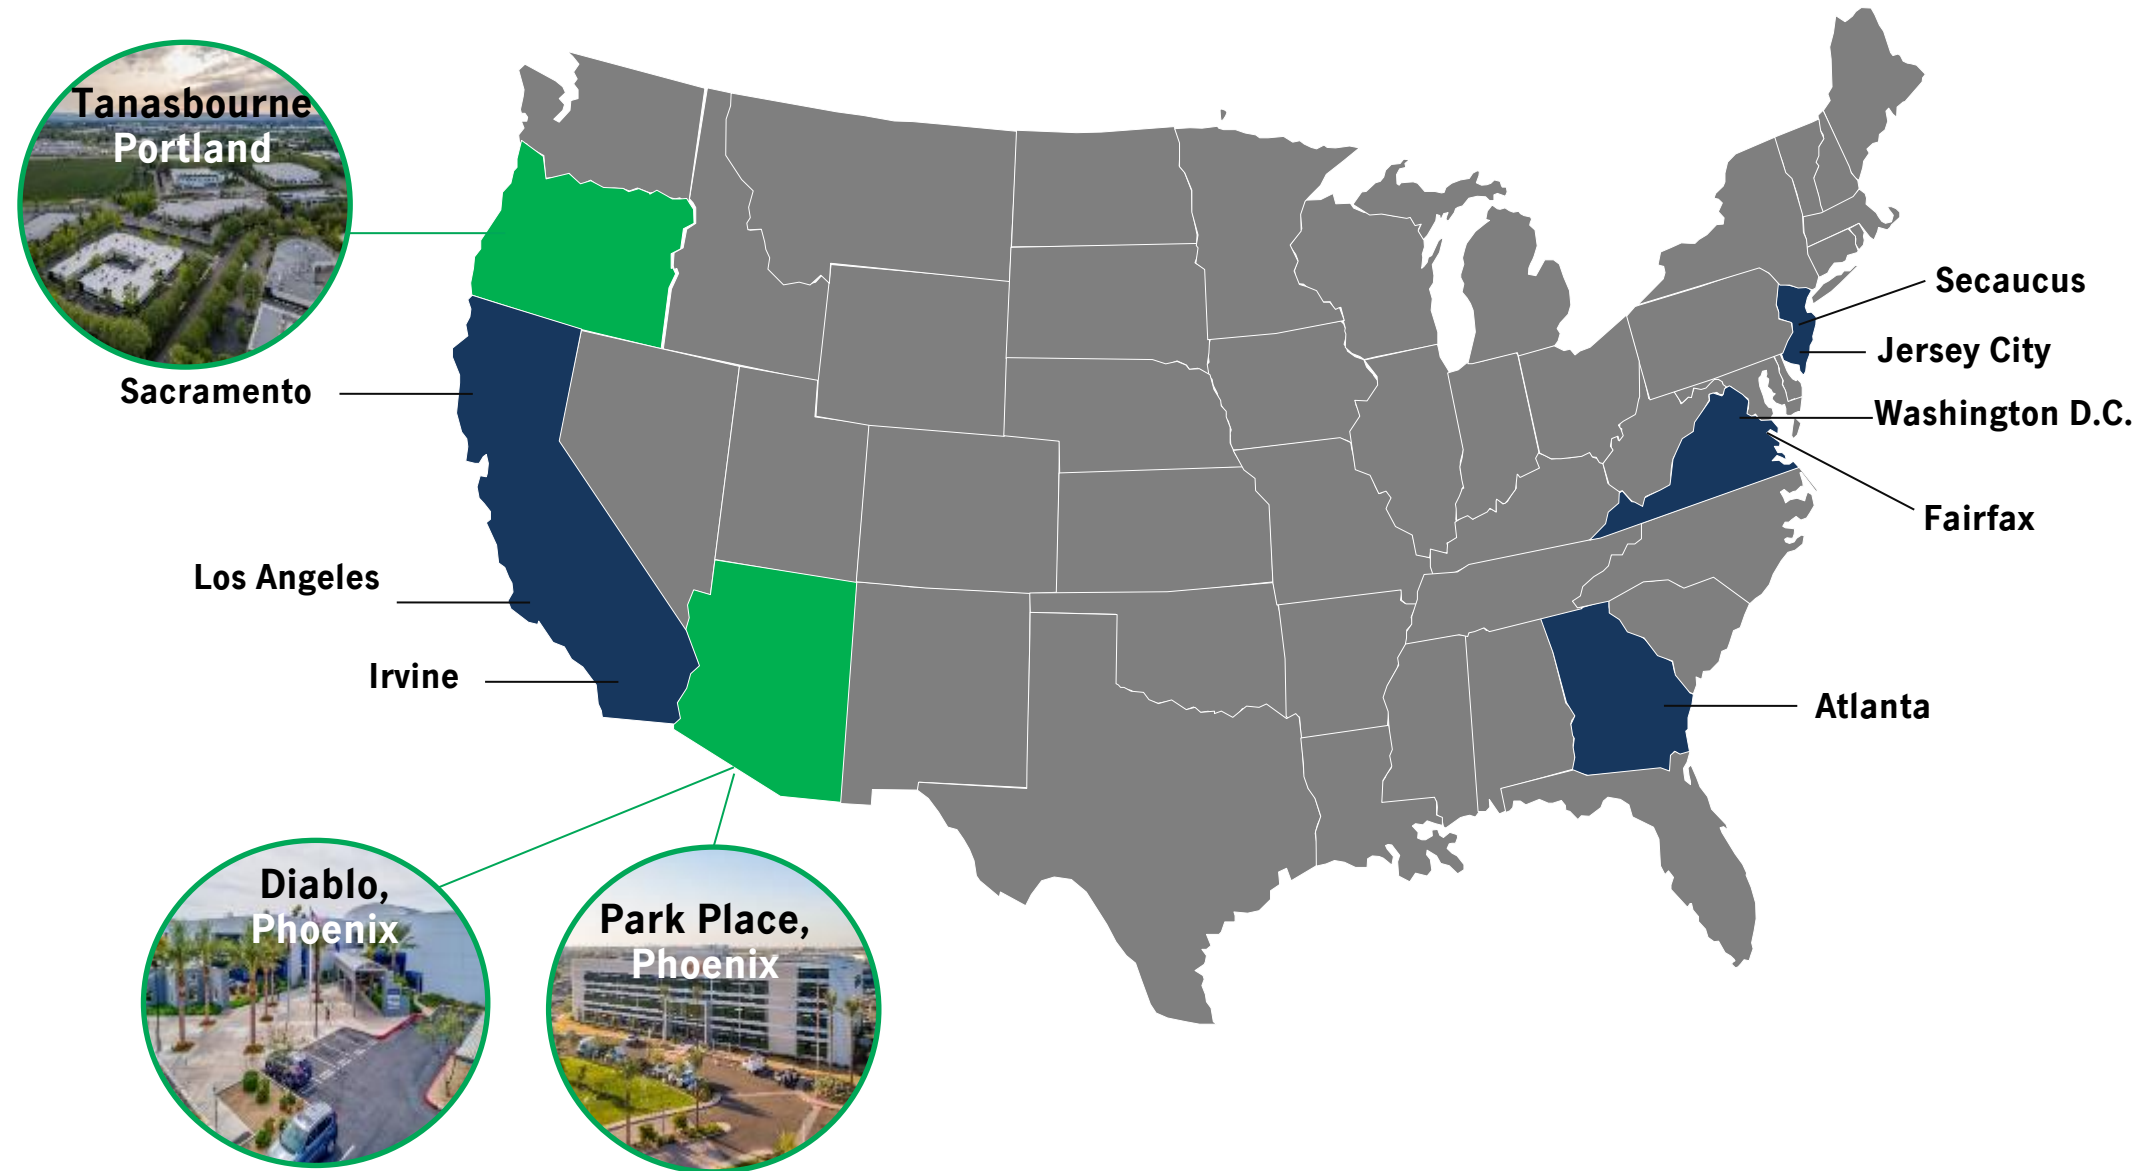 Tanasbourne
Portland
Sacramento
Los Angeles
Irvine
Diablo,
Phoenix
Park Place,
Phoenix
Secaucus
Jersey City
Washington D.C.
Fairfax
Atlanta